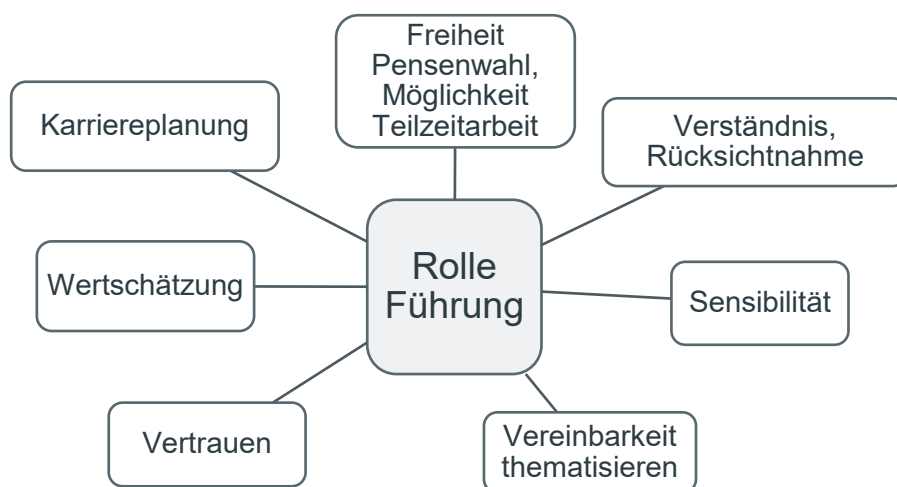 Freiheit
Pensenwahl,
Möglichkeit
Teilzeitarbeit
Karriereplanung
Verständnis,
Rücksichtnahme
Rolle
Führung
Wertschätzung
Sensibilität
Vertrauen
Vereinbarkeit
thematisieren